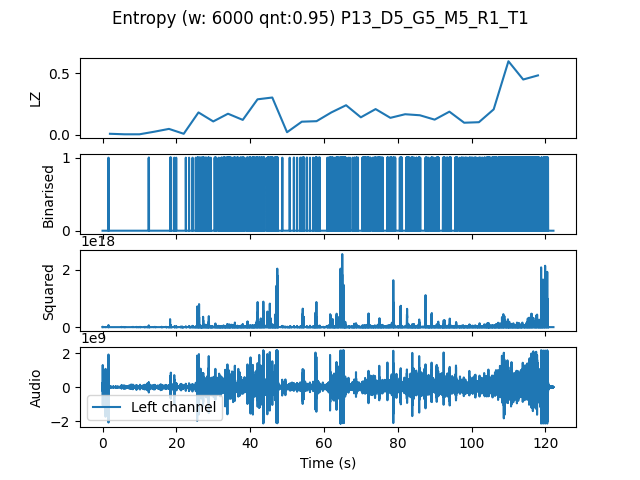 Entropy (w: 6000 qnt:0.95) P13_D5_G5_M5_R1_T1
0.5
0.0
LZ
1
0
Binarised
1e18
2
0
Squared
1e9
2
0
−2
Audio
Left channel
0 20 40 60 80 100 120
Time (s)